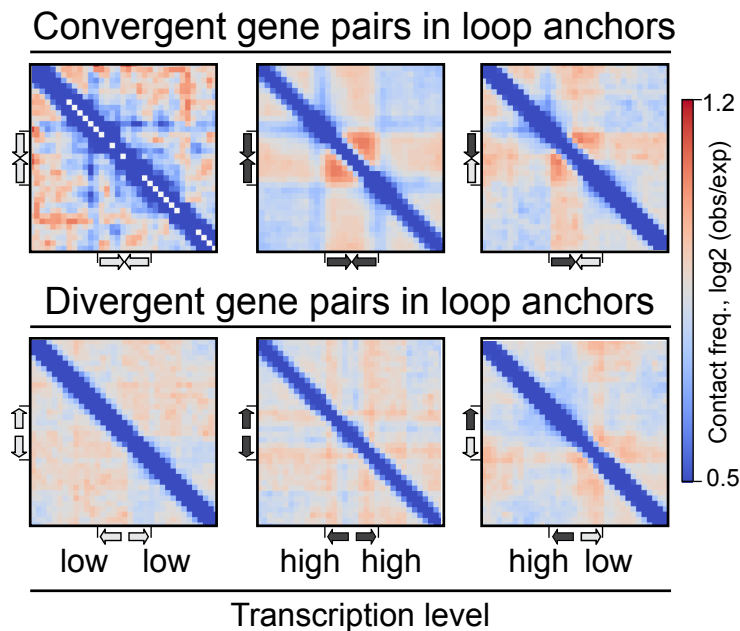 Convergent gene pairs in loop anchors
1.2
Contact freq., log2 (obs/exp)
0.5
Divergent gene pairs in loop anchors
low low high high high low
Transcription level